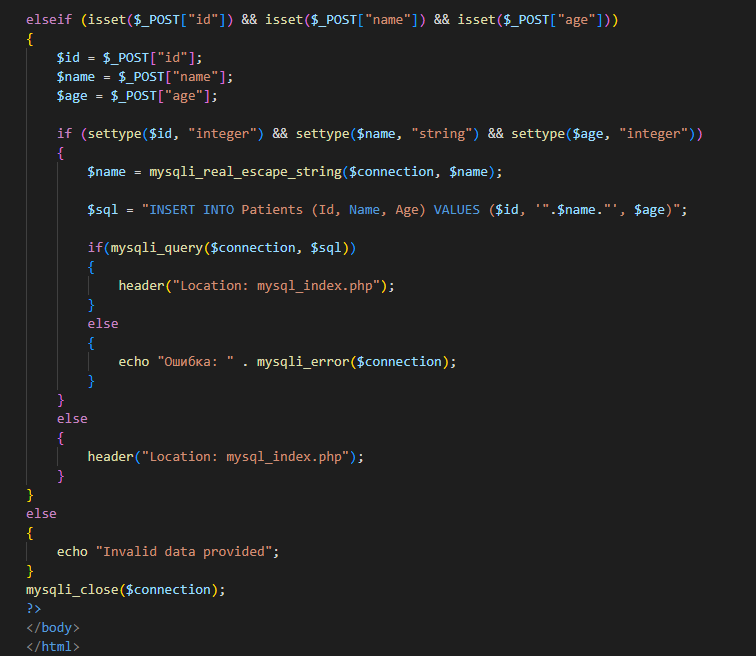 elseif (isset($_POST["id"]) && isset($_POST["name"]) && isset($_POST["age"]))
{
    $id = $_POST["id"];
    $name = $_POST["name"];
    $age = $_POST["age"];

    if (settype($id, "integer") && settype($name, "string") && settype($age, "integer"))
    {
        $name = mysqli_real_escape_string($connection, $name);

        $sql = "INSERT INTO Patients (Id, Name, Age) VALUES ($id, '".$name."', $age)";

        if(mysqli_query($connection, $sql))
        {
            header("Location: mysql_index.php");
        }
        else
        {
            echo "Ошибка: " . mysqli_error($connection);
        }
    }
    else
    {
        header("Location: mysql_index.php");
    }
}
else
{
    echo "Invalid data provided";
}
mysqli_close($connection);
?>
</body>
</html>